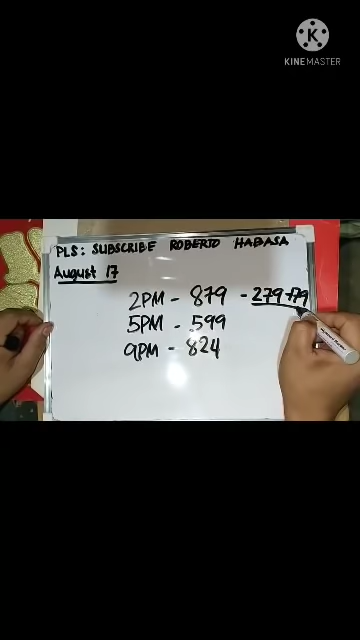 KINEMASTER
PLS: SUBSCRIBE ROBERTO HABASA
August 17
2PM - 879 - 279
5PM - 599
9PM - 824